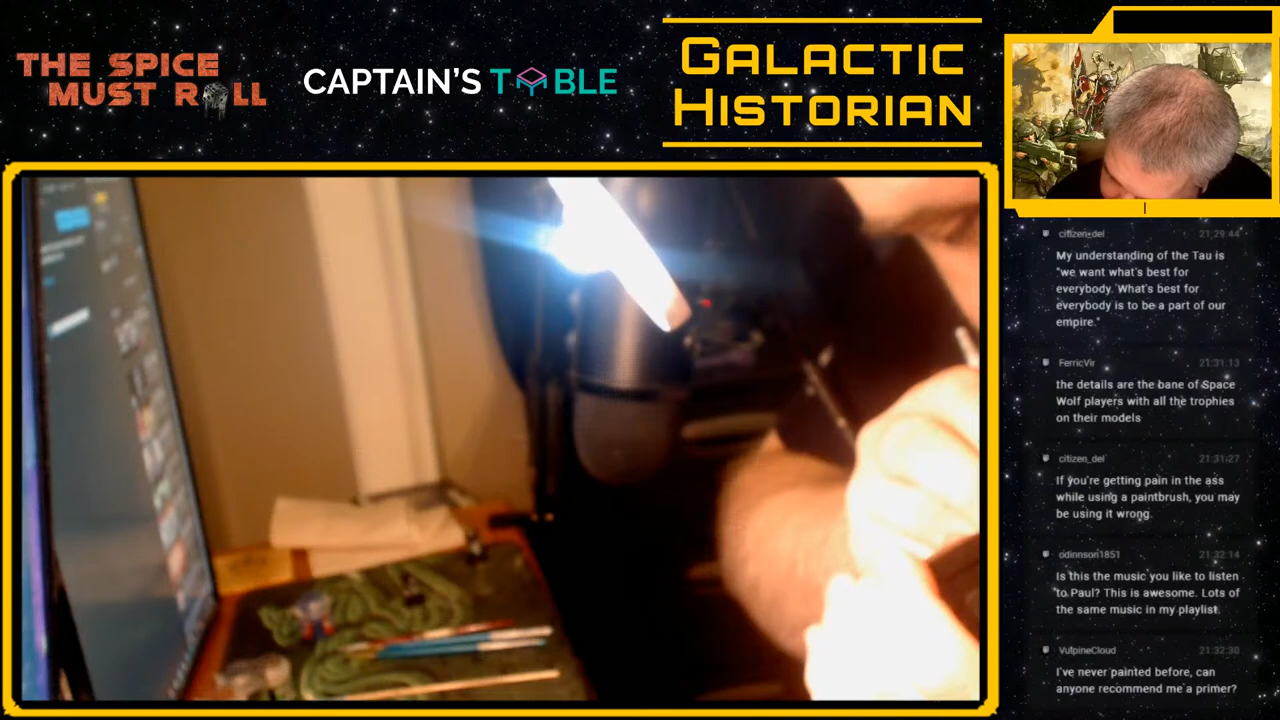 THE SPICE
MUST ROLL
CAPTAIN'S TABLE
GALACTIC
HISTORIAN
citizen_del 21:29:44
My understanding of the Tau is
"we want what's best for
everybody. What's best for
everybody is to be a part of our
empire."
FerricVir 21:31:13
the details are the bane of Space
Wolf players with all the trophies
on their models
citizen_del 21:31:27
If you're getting pain in the ass
while using a paintbrush, you may
be using it wrong.
odinnson1851 21:32:14
Is this the music you like to listen
to Paul? This is awesome. Lots of
the same music in my playlist.
VulpineCloud 21:32:30
I've never painted before, can
anyone recommend me a primer?